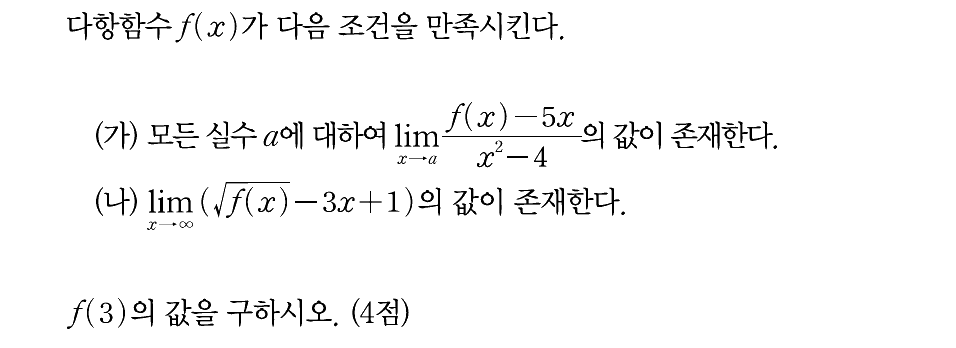 다항함수 f(x)가 다음 조건을 만족시킨다.
(가) 모든 실수 a에 대하여 lim_{x→a} \frac{f(x)-5x}{x^2-4}의 값이 존재한다.
(나) lim_{x→∞} (√{f(x)}-3x+1)의 값이 존재한다.
f(3)의 값을 구하시오. (4점)